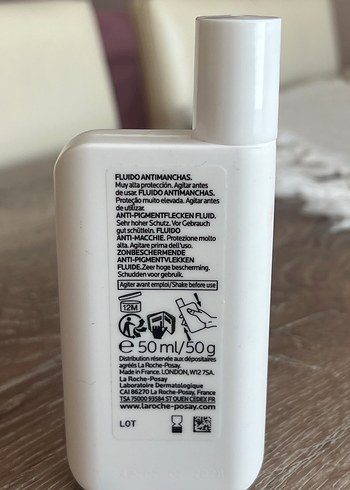 FLUIDO ANTIMANCHAS.
Muy alta protección. Agitar antes
de usar. FLUIDO ANTIMANCHAS.
Proteção muito elevada. Agitar antes
de utilizar.
ANTI-PIGMENTFLECKEN FLUID.
Sehr hoher Schutz. Vor Gebrauch
gut schütteln. FLUIDO
ANTI-MACCHIE. Protezione molto
alta. Agitare prima dell'uso.
ZONBESCHERMENDE
ANTI-PIGMENTVLEKKEN
FLUIDE. Zeer hoge bescherming.
Schudden voor gebruik.
Agiter avant emploi/Shake before use
12M
℮ 50 ml/50 g
Distribution réservée aux dépositaires
agréés La Roche-Posay.
Made in France. LONDON, W12 7SA.
La Roche-Posay
Laboratoire Dermatologique
CAI 86270 La Roche-Posay
TSA 75000 93584 ST OUEN CEDEX FR
www.laroche-posay.com
LOT